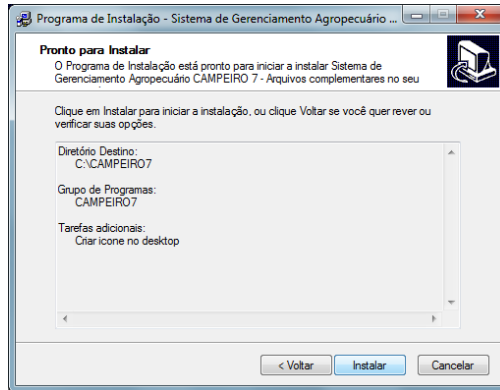 Programa de Instalação - Sistema de Gerenciamento Agropecuário ...
Pronto para Instalar
O Programa de Instalação está pronto para iniciar a instalar Sistema de
Gerenciamento Agropecuário CAMPEIRO 7 - Arquivos complementares no seu
Clique em Instalar para iniciar a instalação, ou clique Voltar se você quer rever ou
verificar suas opções.
Diretório Destino:
C:\CAMPEIRO7
Grupo de Programas:
CAMPEIRO7
Tarefas adicionais:
Criar icone no desktop
< Voltar
Instalar
Cancelar